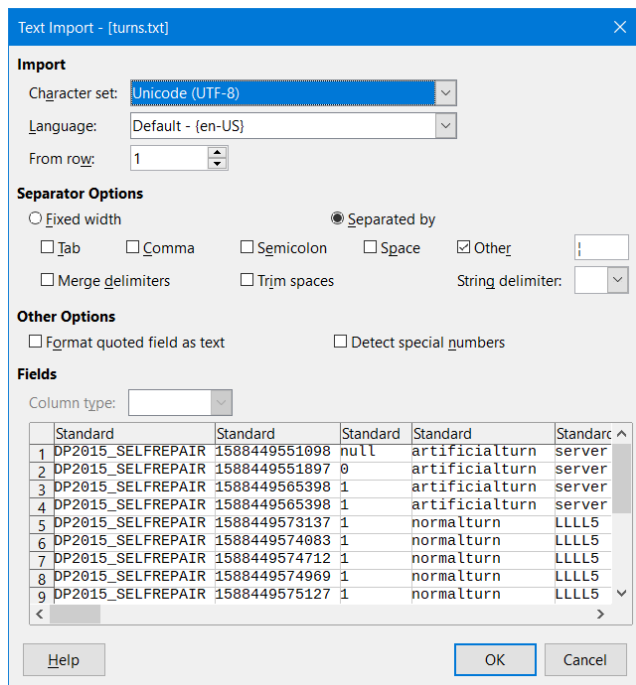 Text Import - [turns.txt]
Import
Character set: Unicode (UTF-8)
Language: Default - {en-US}
From row: 1
Separator Options
Fixed width Separated by
Tab Comma Semicolon Space Other ¦
Merge delimiters Trim spaces String delimiter:
Other Options
Format quoted field as text Detect special numbers
Fields
Column type:
Standard Standard Standard Standard Standard
1 DP2015_SELFREPAIR 1588449551098 null artificialturn server
2 DP2015_SELFREPAIR 1588449551897 0 artificialturn server
3 DP2015_SELFREPAIR 1588449565398 1 artificialturn server
4 DP2015_SELFREPAIR 1588449565398 1 artificialturn server
5 DP2015_SELFREPAIR 1588449573137 1 normalturn LLLL5
6 DP2015_SELFREPAIR 1588449574083 1 normalturn LLLL5
7 DP2015_SELFREPAIR 1588449574712 1 normalturn LLLL5
8 DP2015_SELFREPAIR 1588449574969 1 normalturn LLLL5
9 DP2015_SELFREPAIR 1588449575127 1 normalturn LLLL5
Help OK Cancel